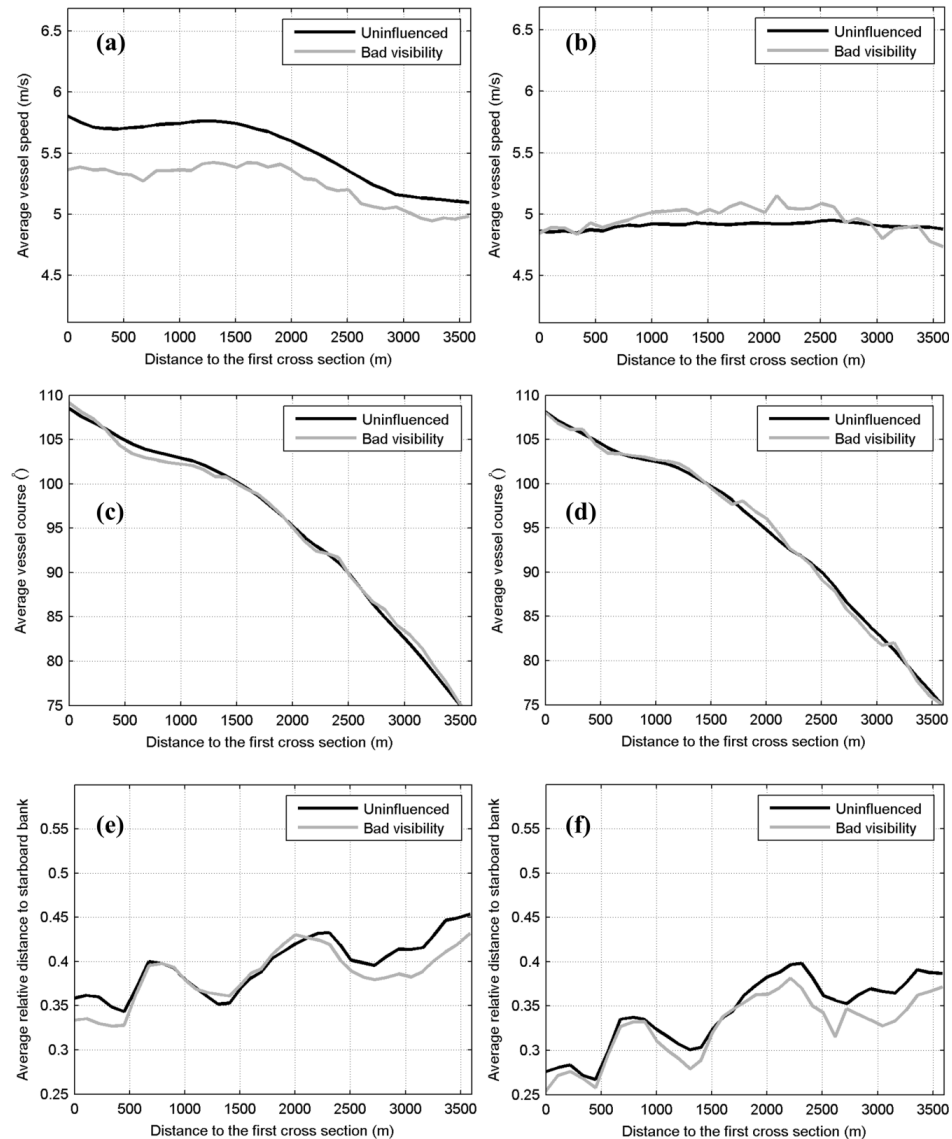 6.5
6
5.5
5
4.5
Average vessel speed (m/s)
(a)
Uninfluenced
Bad visibility
0 500 1000 1500 2000 2500 3000 3500
Distance to the first cross section (m)
6.5
6
5.5
5
4.5
Average vessel speed (m/s)
(b)
Uninfluenced
Bad visibility
0 500 1000 1500 2000 2500 3000 3500
Distance to the first cross section (m)
110
105
100
95
90
85
80
75
Average vessel course (°)
(c)
Uninfluenced
Bad visibility
0 500 1000 1500 2000 2500 3000 3500
Distance to the first cross section (m)
110
105
100
95
90
85
80
75
Average vessel course (°)
(d)
Uninfluenced
Bad visibility
0 500 1000 1500 2000 2500 3000 3500
Distance to the first cross section (m)
0.55
0.5
0.45
0.4
0.35
0.3
0.25
Average relative distance to starboard bank
(e)
Uninfluenced
Bad visibility
0 500 1000 1500 2000 2500 3000 3500
Distance to the first cross section (m)
0.55
0.5
0.45
0.4
0.35
0.3
0.25
Average relative distance to starboard bank
(f)
Uninfluenced
Bad visibility
0 500 1000 1500 2000 2500 3000 3500
Distance to the first cross section (m)